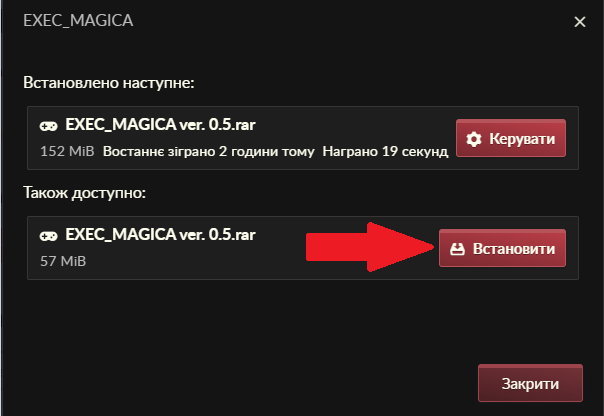 EXEC_MAGICA
Встановлено наступне:
EXEC_MAGICA ver. 0.5.rar
152 MiB Востаннє зіграно 2 години тому Награно 19 секунд
Керувати
Також доступно:
EXEC_MAGICA ver. 0.5.rar
57 MiB
Встановити
Закрити